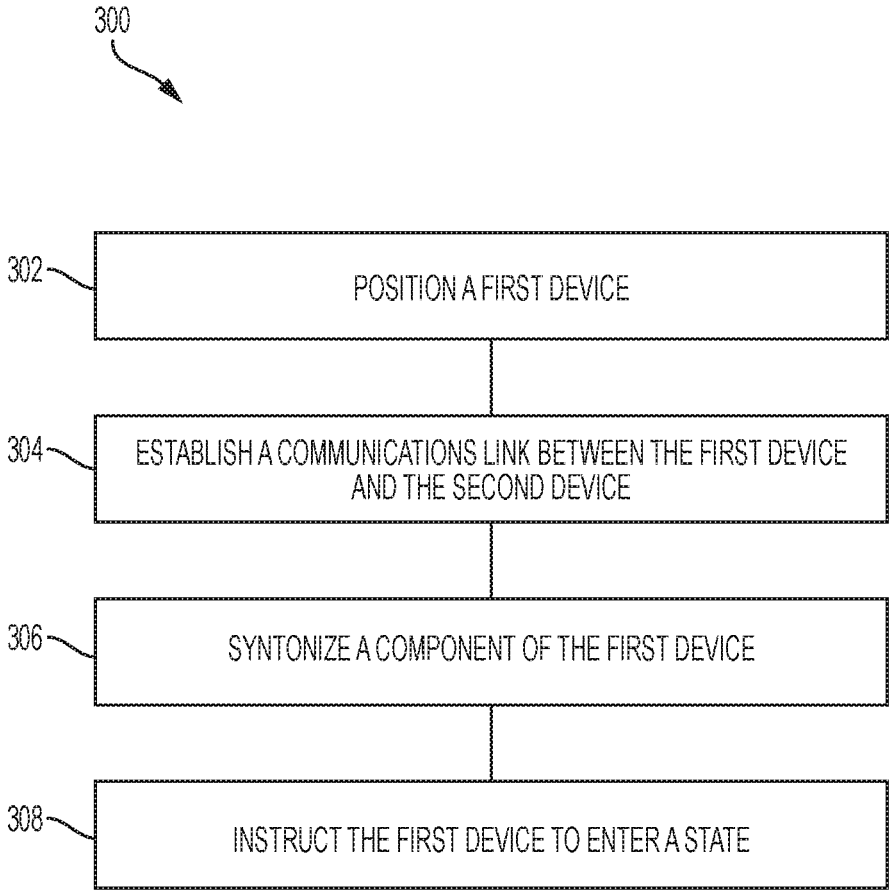 300
302
POSITION A FIRST DEVICE
304
ESTABLISH A COMMUNICATIONS LINK BETWEEN THE FIRST DEVICE
AND THE SECOND DEVICE
306
SYNTONIZE A COMPONENT OF THE FIRST DEVICE
308
INSTRUCT THE FIRST DEVICE TO ENTER A STATE